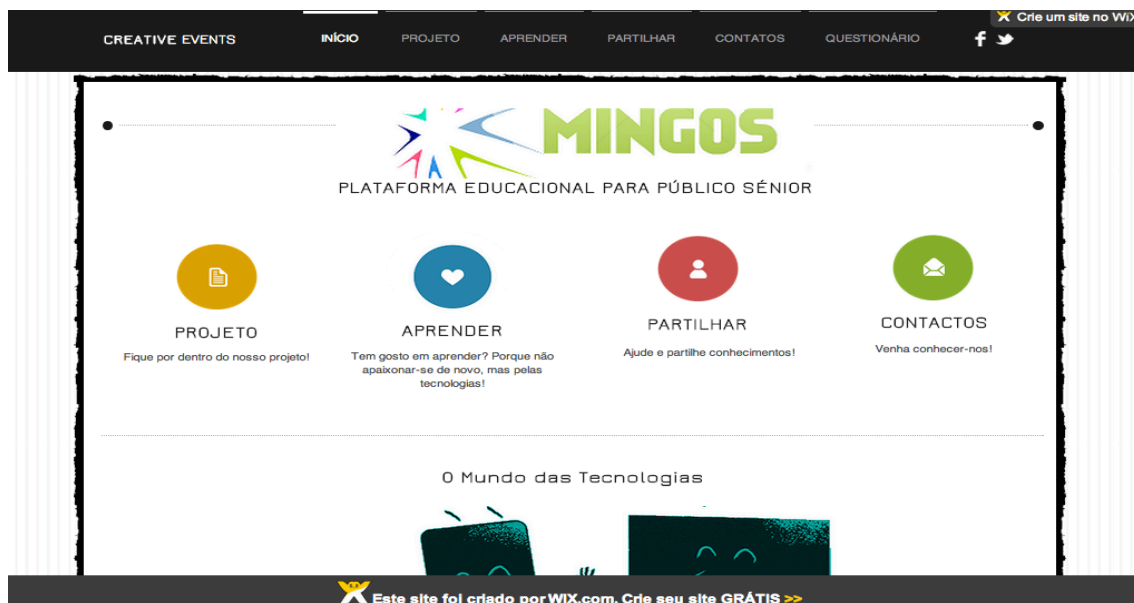 Crie um site no WiX
CREATIVE EVENTS
INÍCIO
PROJETO
APRENDER
PARTILHAR
CONTATOS
QUESTIONÁRIO
MINGOS
PLATAFORMA EDUCACIONAL PARA PÚBLICO SÉNIOR
PROJETO
Fique por dentro do nosso projeto!
APRENDER
Tem gosto em aprender? Porque não
apaixonar-se de novo, mas pelas
tecnologias!
PARTILHAR
Ajude e partilhe conhecimentos!
CONTACTOS
Venha conhecer-nos!
O Mundo das Tecnologias
Este site foi criado por WIX.com. Crie seu site GRÁTIS >>